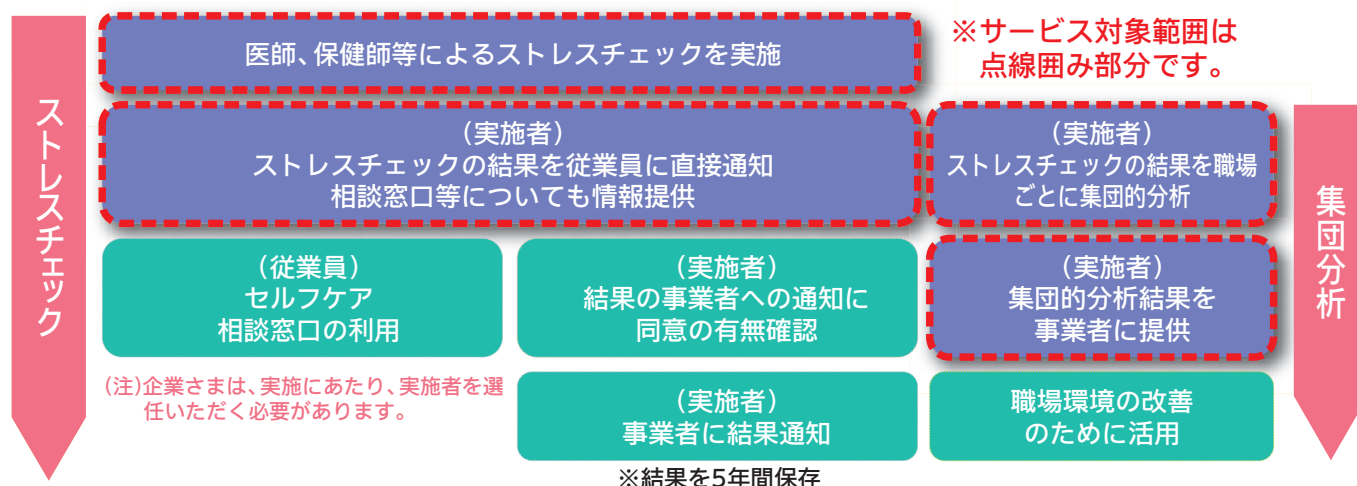 ストレスチェック
医師、保健師等によるストレスチェックを実施
※サービス対象範囲は
点線囲み部分です。
（実施者）
ストレスチェックの結果を従業員に直接通知
相談窓口等についても情報提供
（実施者）
ストレスチェックの結果を職場
ごとに集団的分析
集団分析
（従業員）
セルフケア
相談窓口の利用
（実施者）
結果の事業者への通知に
同意の有無確認
（実施者）
集団的分析結果を
事業者に提供
（注）企業さまは、実施にあたり、実施者を選
任いただく必要があります。
（実施者）
事業者に結果通知
職場環境の改善
のために活用
※結果を5年間保存